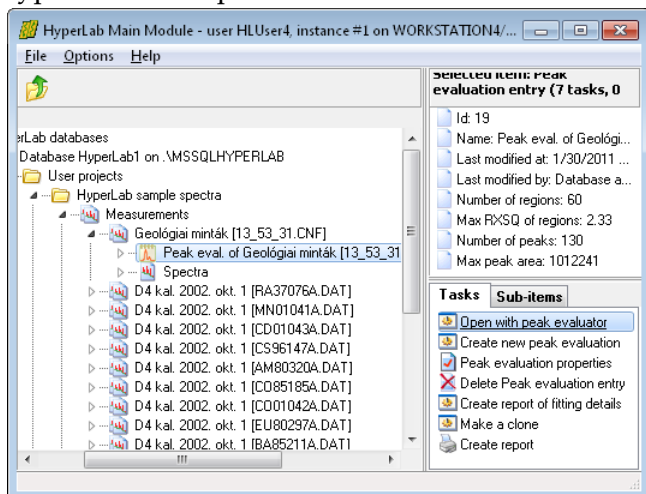 HyperLab Main Module - user HLUser4, instance #1 on WORKSTATION4/...
File Options Help
Selected item: Peak
evaluation entry (7 tasks, 0
Id: 19
Name: Peak eval. of Geológi...
Last modified at: 1/30/2011 ...
Last modified by: Database a...
Number of regions: 60
Max RXSQ of regions: 2.33
Number of peaks: 130
Max peak area: 1012241
erLab databases
Database HyperLab1 on .\MSSQLHYPERLAB
User projects
HyperLab sample spectra
Measurements
Geológiai minták [13_53_31.CNF]
Peak eval. of Geológiai minták [13_53_31
Spectra
D4 kal. 2002. okt. 1 [RA37076A.DAT]
D4 kal. 2002. okt. 1 [MN01041A.DAT]
D4 kal. 2002. okt. 1 [CD01043A.DAT]
D4 kal. 2002. okt. 1 [CS96147A.DAT]
D4 kal. 2002. okt. 1 [AM80320A.DAT]
D4 kal. 2002. okt. 1 [CO85185A.DAT]
D4 kal. 2002. okt. 1 [CO01042A.DAT]
D4 kal. 2002. okt. 1 [EU80297A.DAT]
D4 kal. 2002. okt. 1 [BA85211A.DAT]
Tasks Sub-items
Open with peak evaluator
Create new peak evaluation
Peak evaluation properties
Delete Peak evaluation entry
Create report of fitting details
Make a clone
Create report